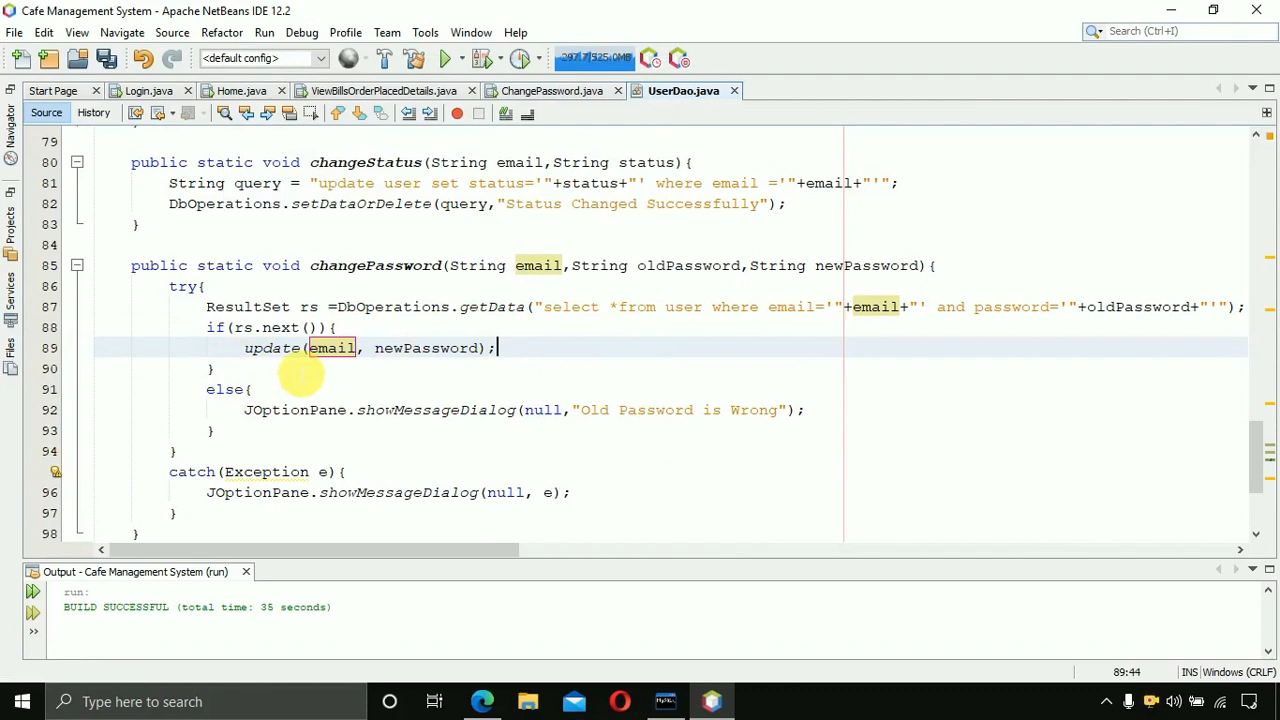 Cafe Management System - Apache NetBeans IDE 12.2
File Edit View Navigate Source Refactor Run Debug Profile Team Tools Window Help
Search (Ctrl+I)
<default config>
Start Page Login.java Home.java ViewBillsOrderPlacedDetails.java ChangePassword.java UserDao.java
Source History
Navigator
Projects
Services
Files
79
80 public static void changeStatus(String email,String status){
81 String query = "update user set status='"+status+"' where email ='"+email+"'";
82 DbOperations.setDataOrDelete(query,"Status Changed Successfully");
83 }
84
85 public static void changePassword(String email,String oldPassword,String newPassword){
86 try{
87 ResultSet rs =DbOperations.getData("select *from user where email='"+email+"' and password='"+oldPassword+"'");
88 if(rs.next()){
89 update(email, newPassword);
90 }
91 else{
92 JOptionPane.showMessageDialog(null,"Old Password is Wrong");
93 }
94 }
catch(Exception e){
96 JOptionPane.showMessageDialog(null, e);
97 }
98 }
Output - Cafe Management System (run)
run:
BUILD SUCCESSFUL (total time: 35 seconds)
89:44 INS Windows (CRLF)
Type here to search